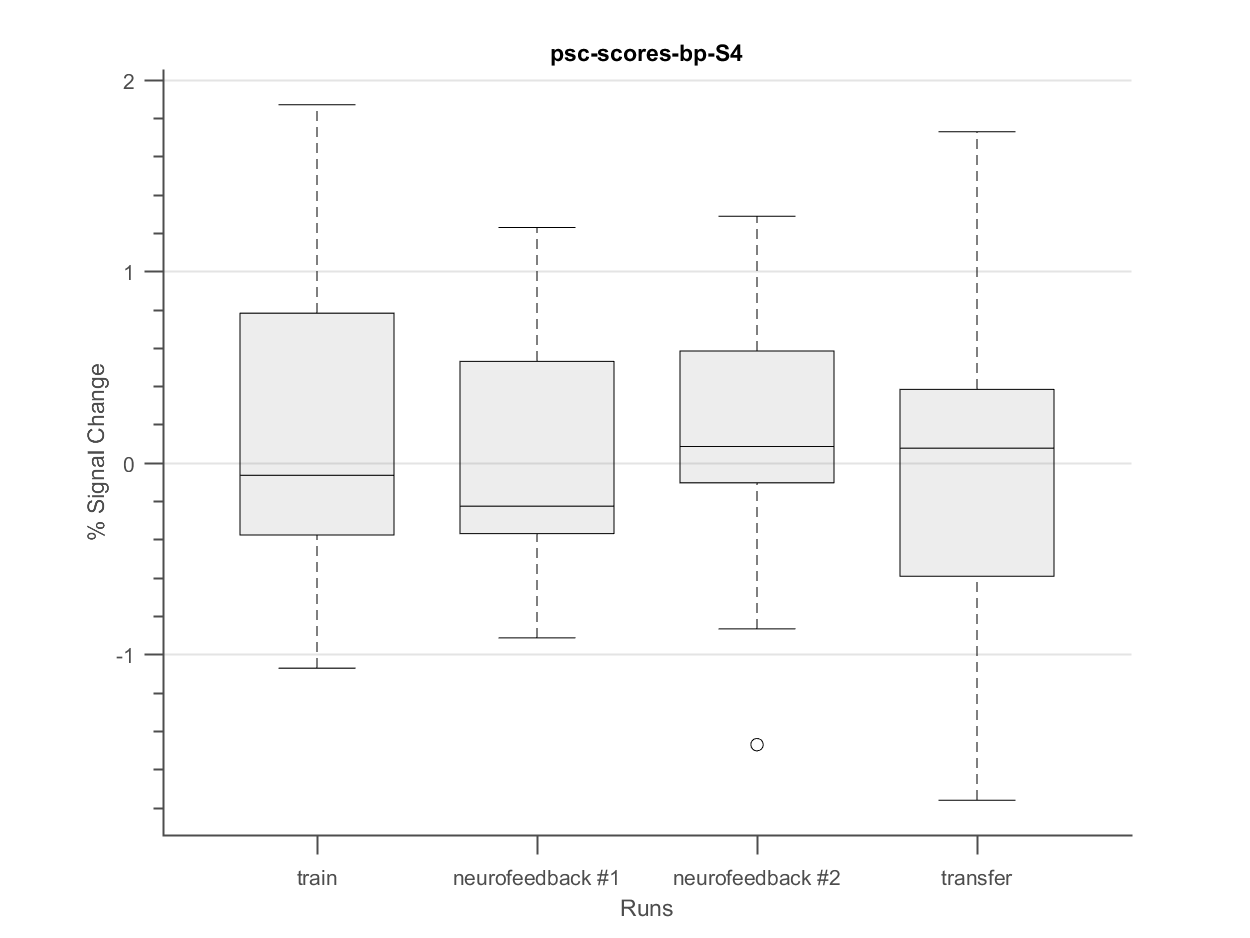 psc-scores-bp-S4
2
1
0
-1
% Signal Change
train
neurofeedback #1
neurofeedback #2
transfer
Runs